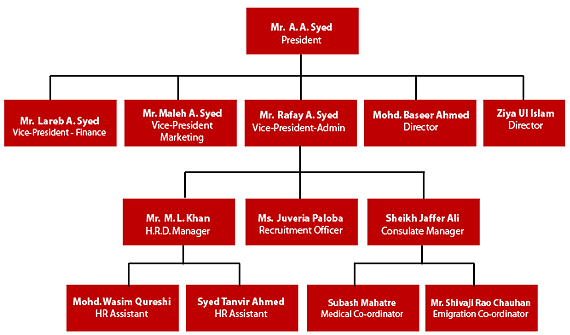 Mr. A. A. Syed
President
Mr. Lareb A. Syed
Vice-President - Finance
Mr. Maleh A. Syed
Vice-President
Marketing
Mr. Rafay A. Syed
Vice-President-Admin
Mohd. Baseer Ahmed
Director
Ziya Ul Islam
Director
Mr. M. L. Khan
H.R.D. Manager
Ms. Juveria Paloba
Recruitment Officer
Sheikh Jaffer Ali
Consulate Manager
Mohd. Wasim Qureshi
HR Assistant
Syed Tanvir Ahmed
HR Assistant
Subash Mahatre
Medical Co-ordinator
Mr. Shivaji Rao Chauhan
Emigration Co-ordinator